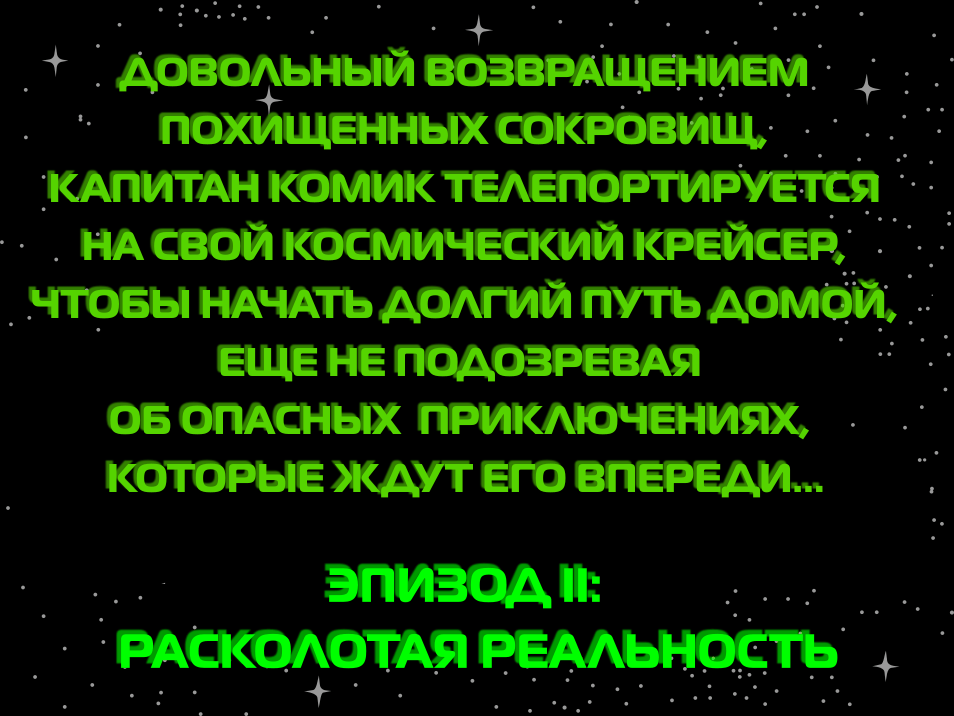 ДОВОЛЬНЫЙ ВОЗВРАЩЕНИЕМ
ПОХИЩЕННЫХ СОКРОВИЩ,
КАПИТАН КОМИК ТЕЛЕПОРТИРУЕТСЯ
НА СВОЙ КОСМИЧЕСКИЙ КРЕЙСЕР,
ЧТОБЫ НАЧАТЬ ДОЛГИЙ ПУТЬ ДОМОЙ,
ЕЩЕ НЕ ПОДОЗРЕВАЯ
ОБ ОПАСНЫХ ПРИКЛЮЧЕНИЯХ,
КОТОРЫЕ ЖДУТ ЕГО ВПЕРЕДИ...
ЭПИЗОД II:
РАСКОЛОТАЯ РЕАЛЬНОСТЬ